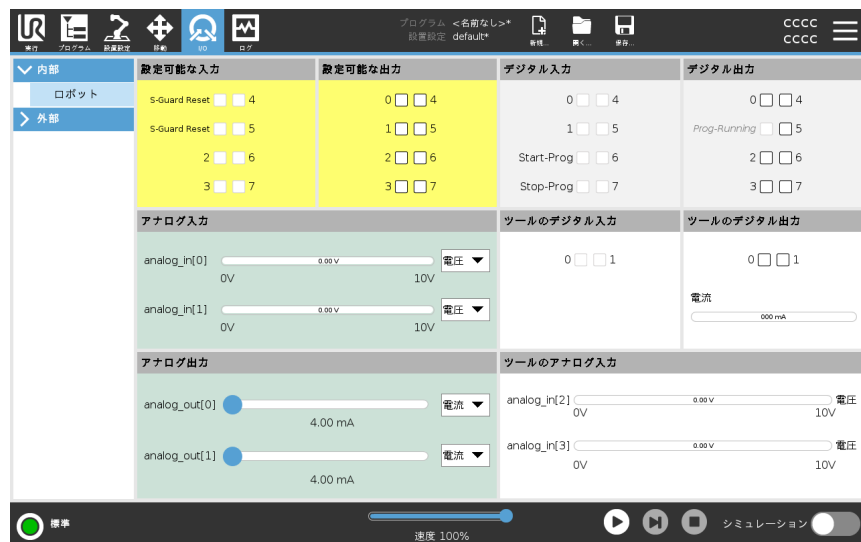 UR
実行
プログラム
設置設定
移動
I/O
ログ
プログラム <名前なし>*
設置設定 default*
新規...
開く...
保存...
CCCC
CCCC
内部
ロボット
外部
設定可能な入力
S-Guard Reset 4
S-Guard Reset 5
2 6
3 7
設定可能な出力
0 4
1 5
2 6
3 7
デジタル入力
0 4
1 5
Start-Prog 6
Stop-Prog 7
デジタル出力
0 4
Prog-Running 5
2 6
3 7
アナログ入力
analog_in[0] 0.00 V 電圧
0V 10V
analog_in[1] 0.00 V 電圧
0V 10V
ツールのデジタル入力
0 1
ツールのデジタル出力
0 1
電流
000 mA
アナログ出力
analog_out[0] 電流
4.00 mA
analog_out[1] 電流
4.00 mA
ツールのアナログ入力
analog_in[2] 0.00 V 電圧
0V 10V
analog_in[3] 0.00 V 電圧
0V 10V
標準
速度 100%
シミュレーション